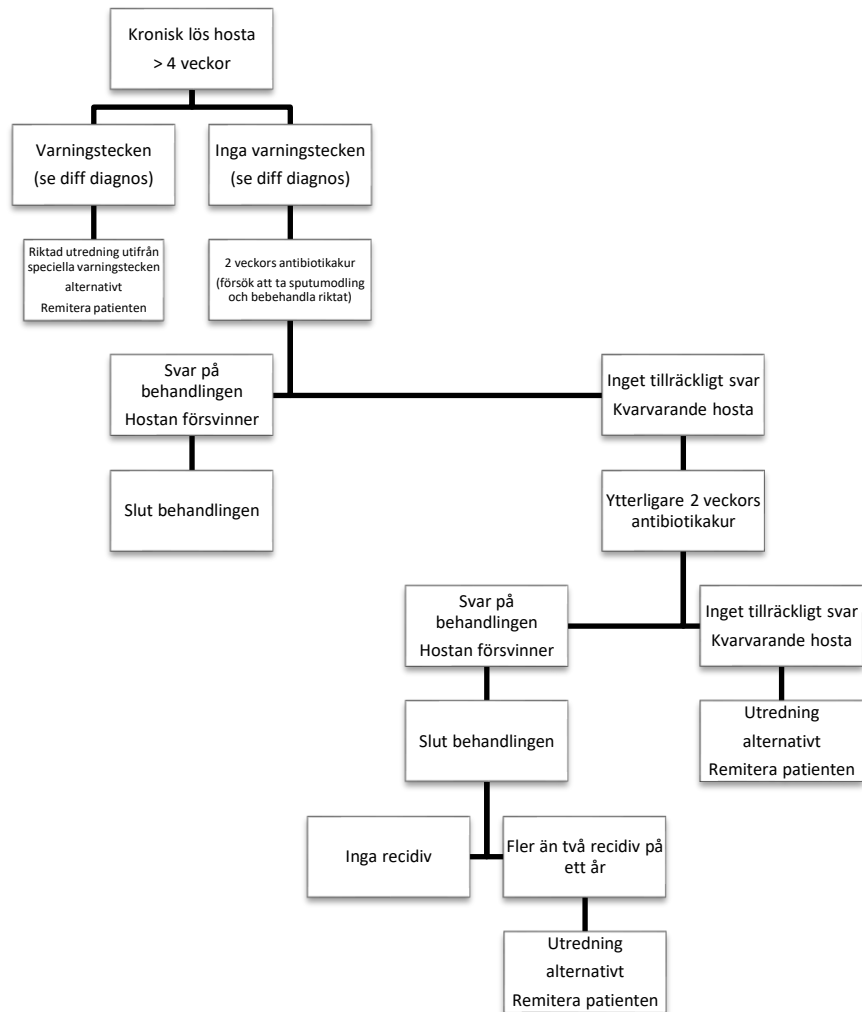 Kronisk lös hosta
> 4 veckor
Varningstecken
(se diff diagnos)
Inga varningstecken
(se diff diagnos)
Riktad utredning utifrån
speciella varningstecken
alternativt
Remitera patienten
2 veckors antibiotikakur
(försök att ta sputumodling
och bebehandla riktat)
Svar på
behandlingen
Hostan försvinner
Inget tillräckligt svar
Kvarvarande hosta
Slut behandlingen
Ytterligare 2 veckors
antibiotikakur
Svar på
behandlingen
Hostan försvinner
Inget tillräckligt svar
Kvarvarande hosta
Slut behandlingen
Utredning
alternativt
Remitera patienten
Inga recidiv
Fler än två recidiv på
ett år
Utredning
alternativt
Remitera patienten